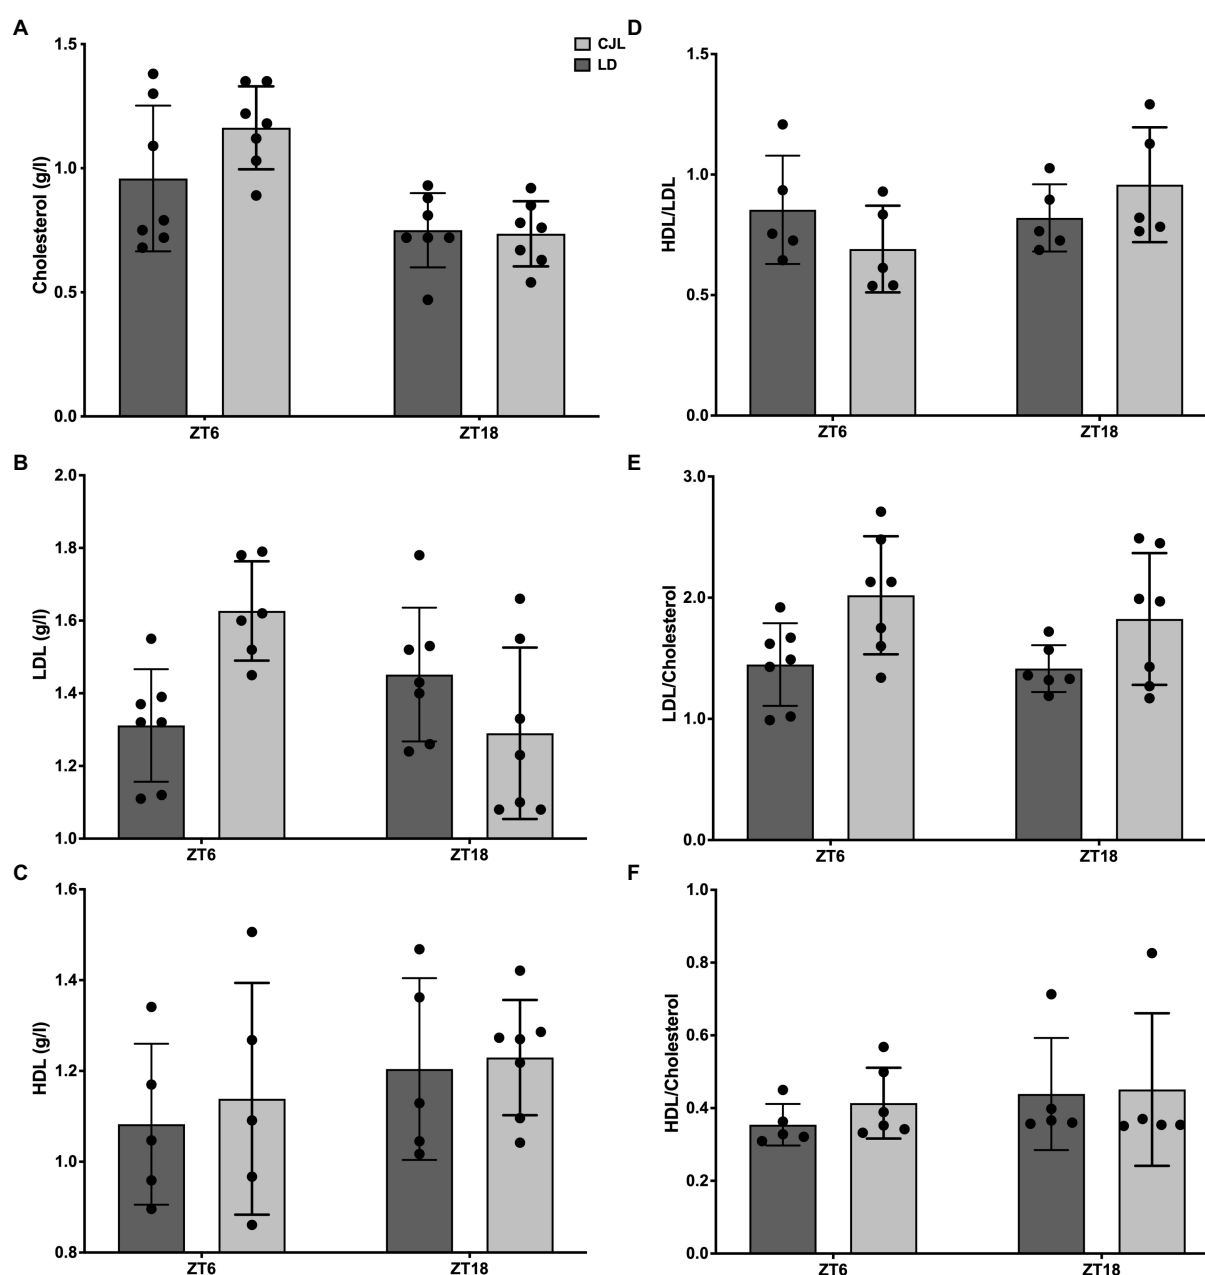 A
Cholesterol (g/l)
1.5
1.0
0.5
0.0
ZT6
ZT18
CJL
LD
D
HDL/LDL
1.5
1.0
0.5
0.0
ZT6
ZT18
B
LDL (g/l)
2.0
1.8
1.6
1.4
1.2
1.0
ZT6
ZT18
E
LDL/Cholesterol
3.0
2.0
1.0
0.0
ZT6
ZT18
C
HDL (g/l)
1.6
1.4
1.2
1.0
0.8
ZT6
ZT18
F
HDL/Cholesterol
1.0
0.8
0.6
0.4
0.2
0.0
ZT6
ZT18